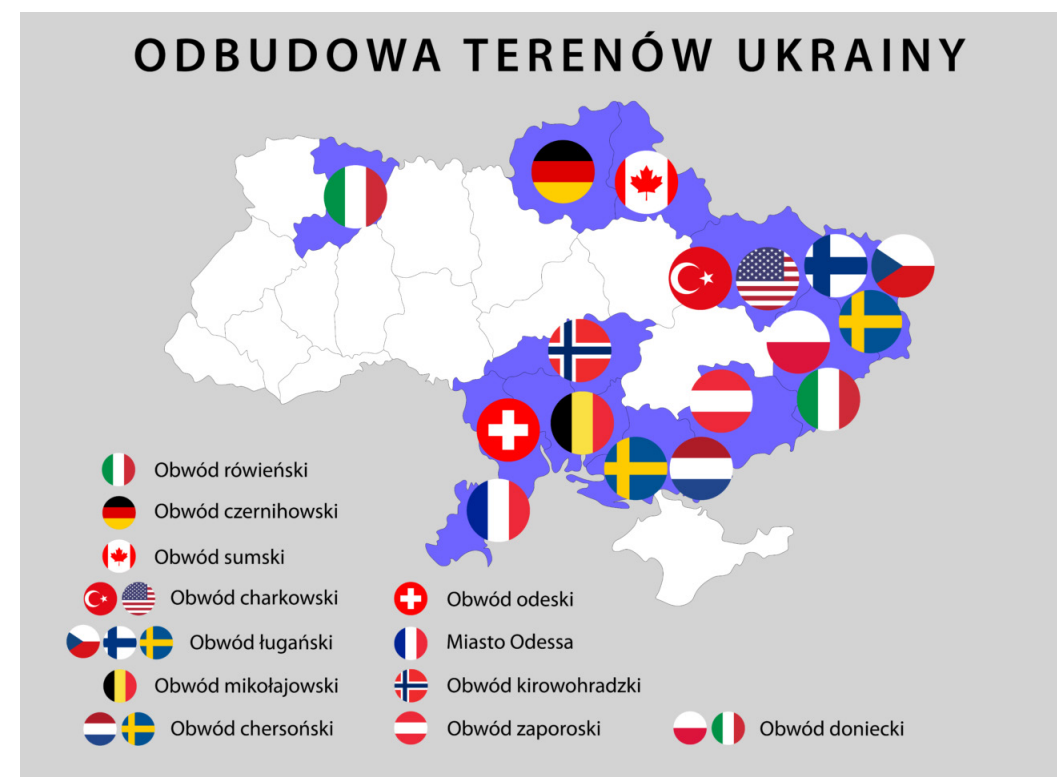 ODBUDOWA TERENÓW UKRAINY
Obwód rówieński
Obwód czernihowski
Obwód sumski
Obwód charkowski
Obwód ługański
Obwód mikołajowski
Obwód chersoński
Obwód odeski
Miasto Odessa
Obwód kirowohradzki
Obwód zaporoski
Obwód doniecki